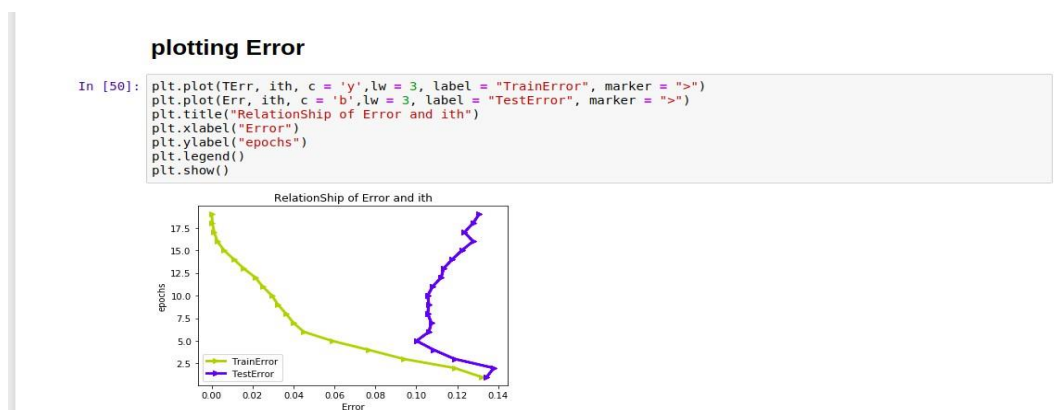 plotting Error
In [50]: plt.plot(TErr, ith, c = 'y',lw = 3, label = "TrainError", marker = ">")
plt.plot(Err, ith, c = 'b',lw = 3, label = "TestError", marker = ">")
plt.title("RelationShip of Error and ith")
plt.xlabel("Error")
plt.ylabel("epochs")
plt.legend()
plt.show()
RelationShip of Error and ith
epochs
17.5
15.0
12.5
10.0
7.5
5.0
2.5
TrainError
TestError
0.00 0.02 0.04 0.06 0.08 0.10 0.12 0.14
Error